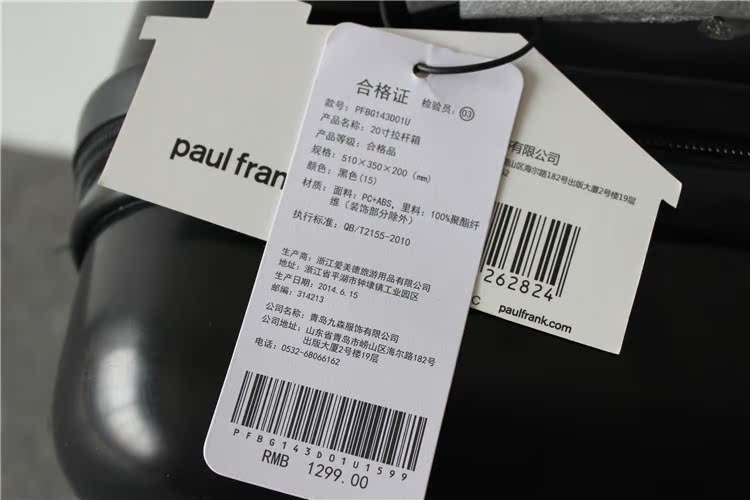 合格证 检验员: 03
款号: PFBG143D01U
产品名称: 20寸拉杆箱
产品等级: 合格品
规格: 510×350×200 (mm)
颜色: 黑色(15)
材质: 面料: PC+ABS, 里料: 100%聚酯纤
维 (装饰部分除外)
执行标准: QB/T2155-2010
生产商: 浙江爱美德旅游用品有限公司
地址: 浙江省平湖市钟埭镇工业园区
生产日期: 2014.6.15
邮编: 314213
公司名称: 青岛九森服饰有限公司
公司地址: 山东省青岛市崂山区海尔路182号
出版大厦2号楼19层
电话: 0532-68066162
PFBG143D01U1599
RMB 1299.00
paul frank
有限公司
山区海尔路182号出版大厦2号楼19层
62
262824
C
paulfrank.com